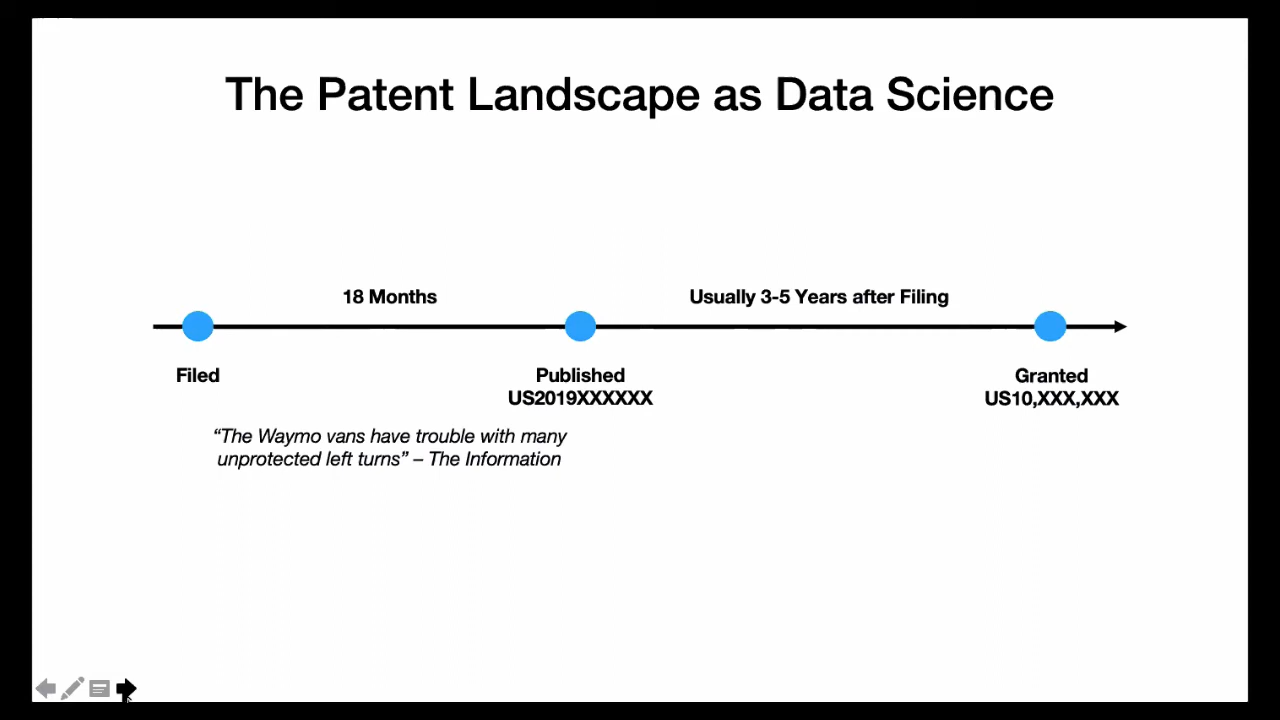 The Patent Landscape as Data Science
18 Months
Usually 3-5 Years after Filing
Filed
Published
US2019XXXXXX
Granted
US10,XXX,XXX
“The Waymo vans have trouble with many
unprotected left turns” – The Information